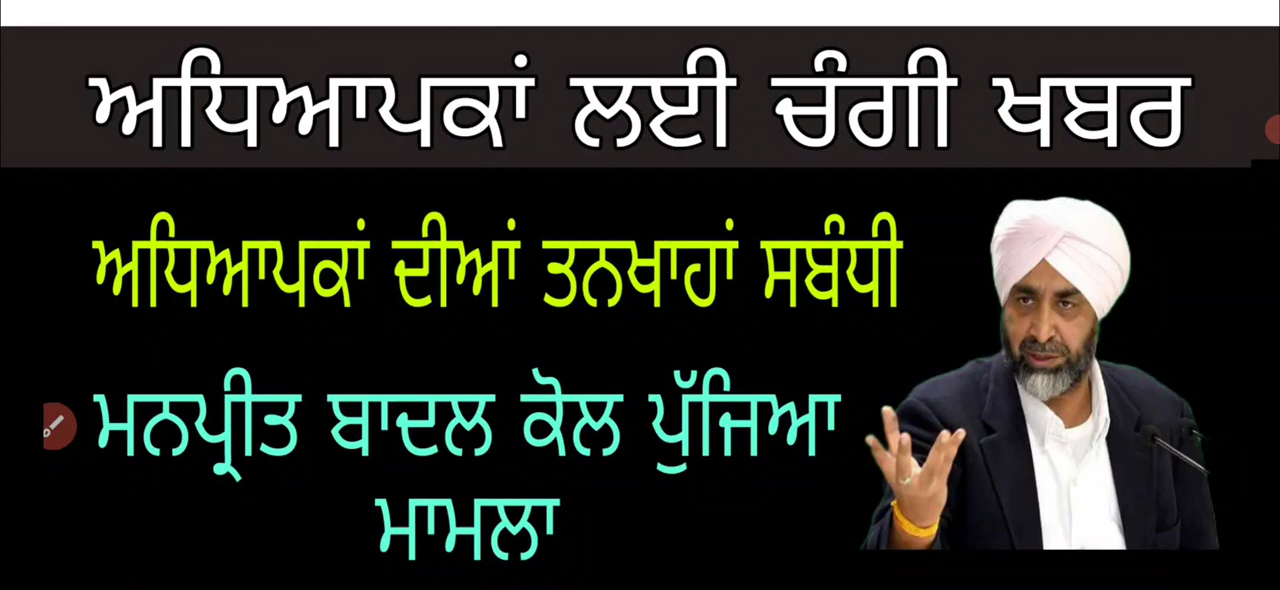 ਅਧਿਆਪਕਾਂ ਲਈ ਚੰਗੀ ਖਬਰ
ਅਧਿਆਪਕਾਂ ਦੀਆਂ ਤਨਖਾਹਾਂ ਸਬੰਧੀ
ਮਨਪ੍ਰੀਤ ਬਾਦਲ ਕੋਲ ਪੁੱਜਿਆ
ਮਾਮਲਾ